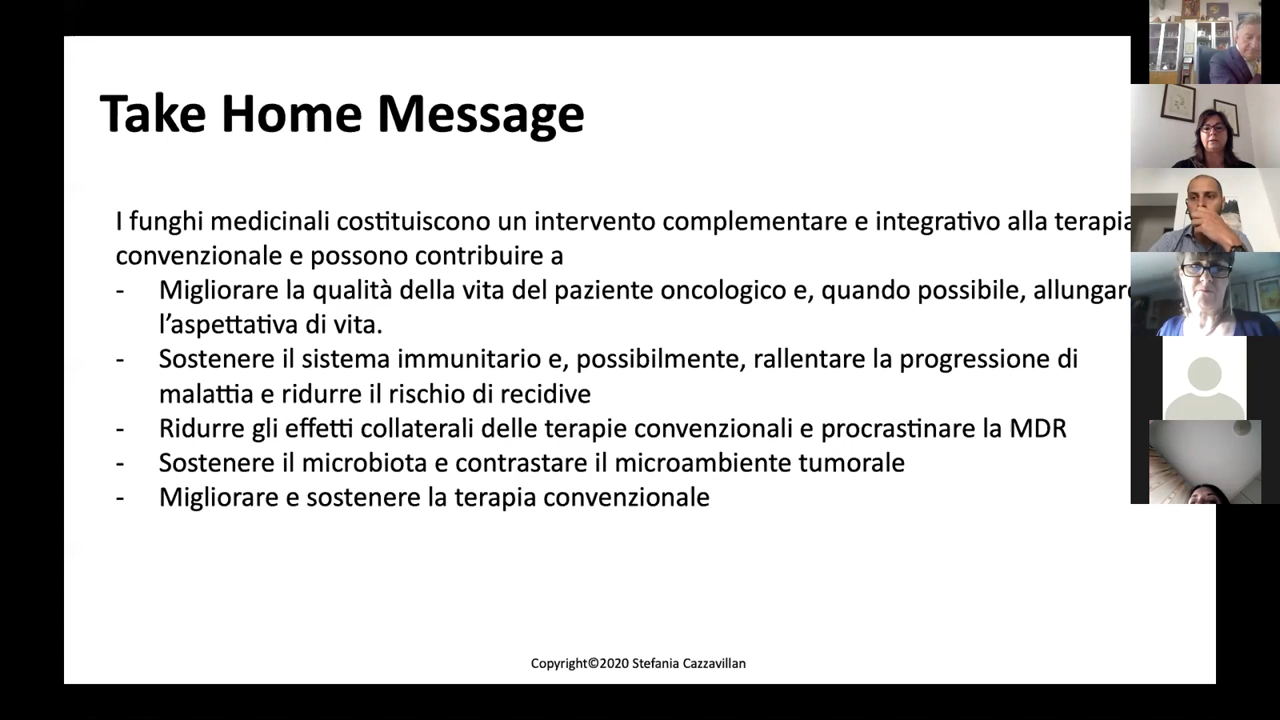 Take Home Message
I funghi medicinali costituiscono un intervento complementare e integrativo alla terapia
convenzionale e possono contribuire a
- Migliorare la qualità della vita del paziente oncologico e, quando possibile, allungare
l’aspettativa di vita.
- Sostenere il sistema immunitario e, possibilmente, rallentare la progressione di
malattia e ridurre il rischio di recidive
- Ridurre gli effetti collaterali delle terapie convenzionali e procrastinare la MDR
- Sostenere il microbiota e contrastare il microambiente tumorale
- Migliorare e sostenere la terapia convenzionale
Copyright©2020 Stefania Cazzavillan